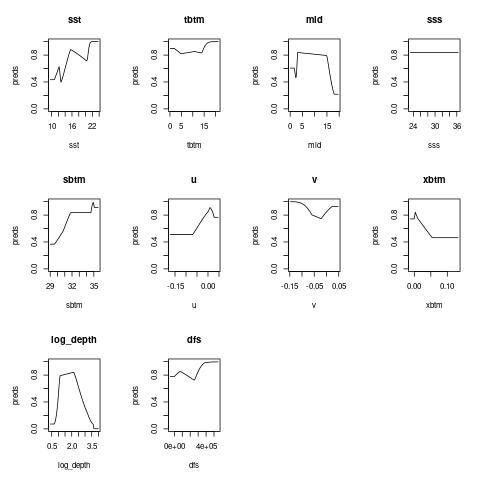 sst tbtm mld sss
preds 0.0 0.4 0.8 preds 0.0 0.4 0.8 preds 0.0 0.4 0.8 preds 0.0 0.4 0.8
10 16 22 0 5 15 0 5 15 24 30 36
sst tbtm mld sss
sbtm u v xbtm
preds 0.0 0.4 0.8 preds 0.0 0.4 0.8 preds 0.0 0.4 0.8 preds 0.0 0.4 0.8
29 32 35 -0.15 0.00 -0.15 -0.05 0.05 0.00 0.10
sbtm u v xbtm
log_depth dfs
preds 0.0 0.4 0.8 preds 0.0 0.4 0.8
0.5 2.0 3.5 0e+00 4e+05
log_depth dfs